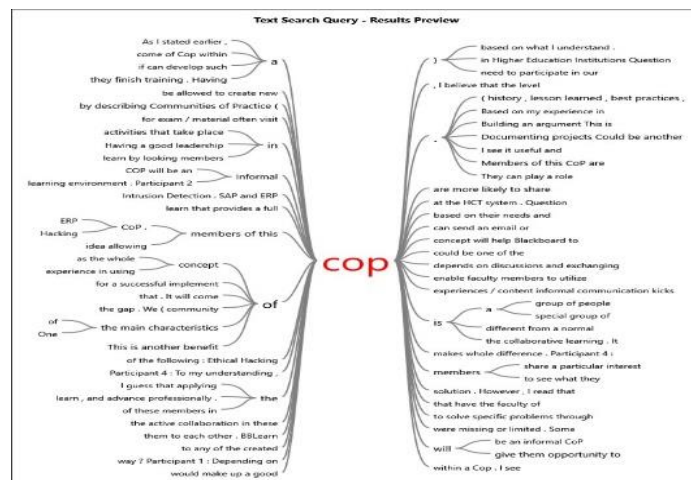 Text Search Query - Results Preview
As I stated earlier ,
come of Cop within
if can develop such
they finish training . Having
a
be allowed to create new
by describing Communities of Practice (
for exam / material often visit
activities that take place
Having a good leadership
learn by looking members
in
COP will be an
learning environment . Participant 2
informal
Intrusion Detection . SAP and ERP
learn that provides a full
ERP
Hacking
CoP .
idea allowing
members of this
as the whole
experience in using
concept
for a successful implement
that . It will come
the gap . We ( community
of
One
the main characteristics
This is another benefit
of
of the following : Ethical Hacking
Participant 4 : To my understanding ,
I guess that applying
learn , and advance professionally .
of these members in
the
the active collaboration in these
them to each other . BBLearn
to any of the created
way ? Participant 1 : Depending on
would make up a good
cop
)
based on what I understand .
in Higher Education Institutions Question
need to participate in our
, I believe that the level
.
( history , lesson learned , best practices ,
Based on my experience in
Building an argument This is
Documenting projects Could be another
I see it useful and
Members of this CoP are
They can play a role
are more likely to share
at the HCT system . Question
based on their needs and
can send an email or
concept will help Blackboard to
could be one of the
depends on discussions and exchanging
enable faculty members to utilize
experiences / content informal communication kicks
is
a
group of people
special group of
different from a normal
the collaborative learning . It
makes whole difference . Participant 4 :
members
share a particular interest
to see what they
solution . However , I read that
that have the faculty of
to solve specific problems through
were missing or limited . Some
will
be an informal CoP
give them opportunity to
within a Cop . I see